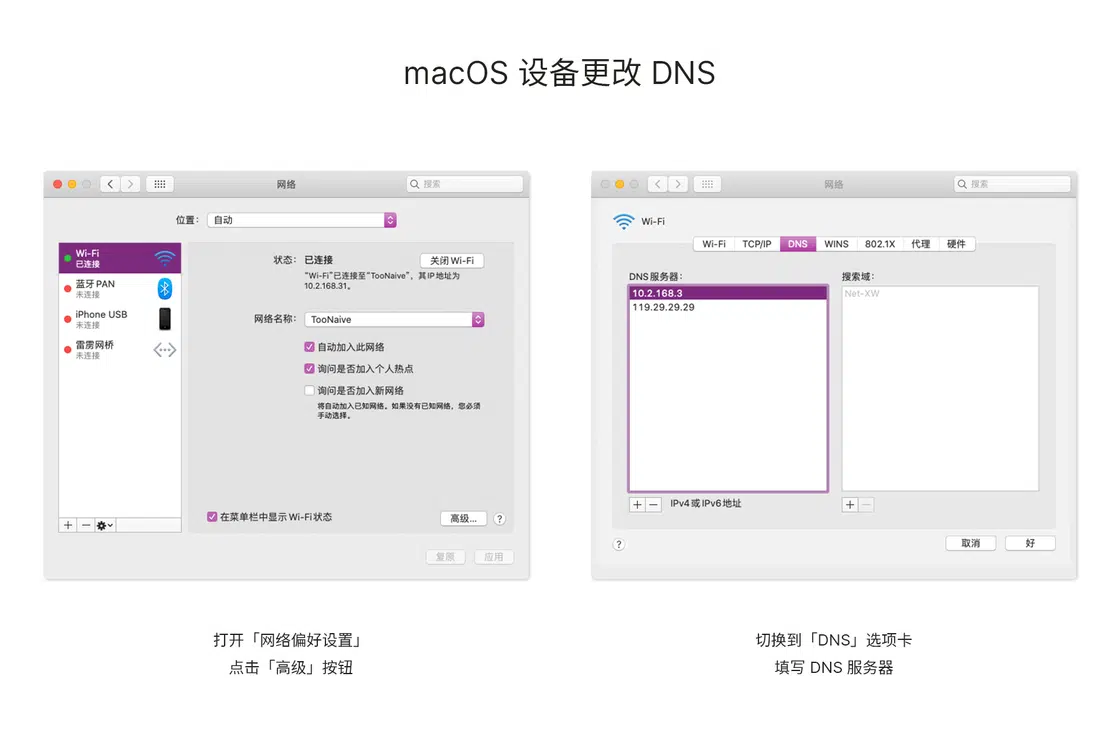 macOS 设备更改 DNS
网络
搜索
位置：
自动
Wi-Fi
已连接
蓝牙 PAN
未连接
iPhone USB
未连接
雷雳网桥
未连接
状态：
已连接
关闭 Wi-Fi
“Wi-Fi”已连接至“TooNaive”，其 IP 地址为
10.2.168.31。
网络名称：
TooNaive
自动加入此网络
询问是否加入个人热点
询问是否加入新网络
将自动加入已知网络。如果没有已知网络，您必须
手动选择。
在菜单栏中显示 Wi-Fi 状态
高级...
?
复原
应用
打开「网络偏好设置」
点击「高级」按钮
网络
搜索
Wi-Fi
Wi-Fi
TCP/IP
DNS
WINS
802.1X
代理
硬件
DNS 服务器：
10.2.168.3
119.29.29.29
IPv4 或 IPv6 地址
搜索域：
Net-XW
?
取消
好
切换到「DNS」选项卡
填写 DNS 服务器